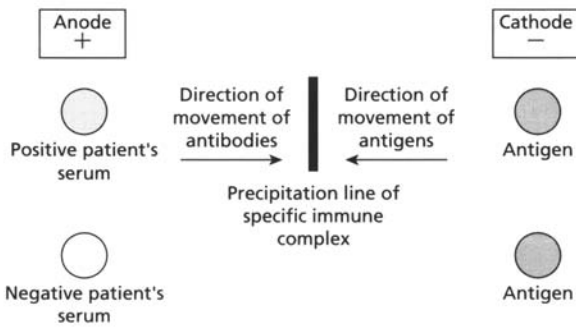 Anode
+
Cathode
−
Direction of
movement of
antibodies
Direction of
movement of
antigens
Positive patient's
serum
Antigen
Precipitation line of
specific immune
complex
Negative patient's
serum
Antigen